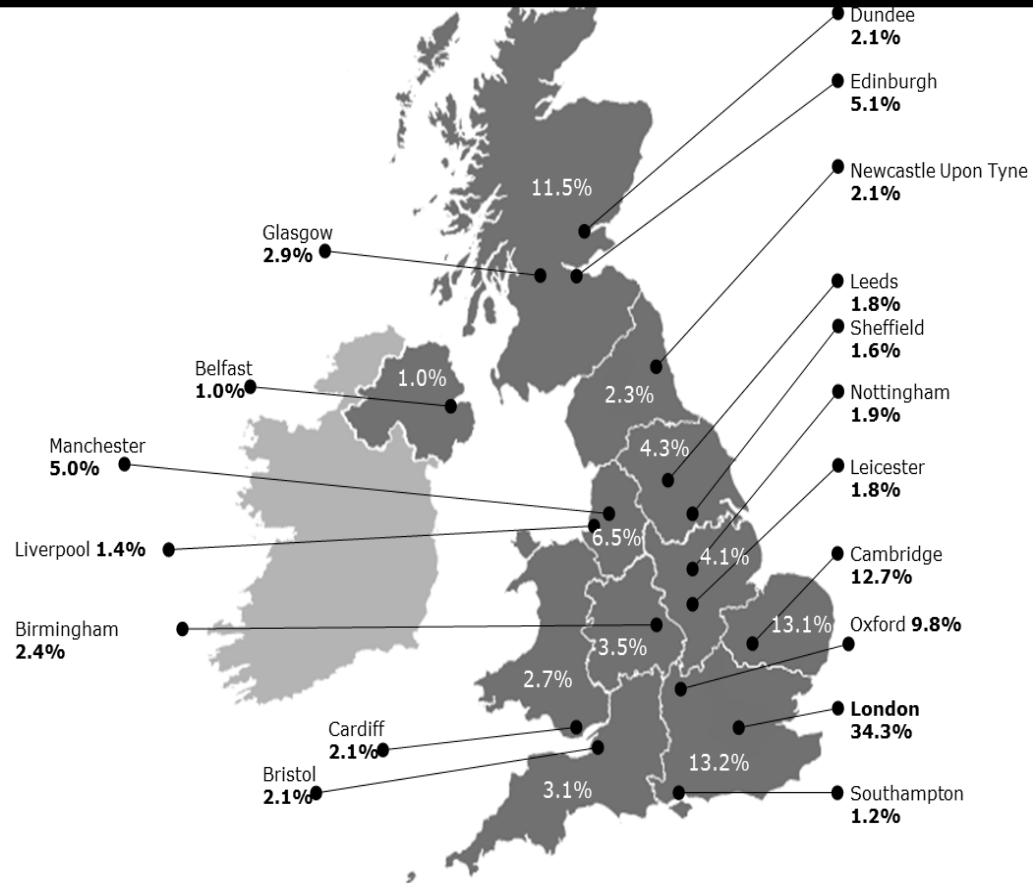 Dundee
2.1%
Edinburgh
5.1%
Newcastle Upon Tyne
2.1%
11.5%
Glasgow
2.9%
Leeds
1.8%
Sheffield
1.6%
Belfast
1.0%
1.0%
2.3%
Nottingham
1.9%
Manchester
5.0%
4.3%
Leicester
1.8%
Liverpool 1.4%
6.5%
4.1%
Cambridge
12.7%
Birmingham
2.4%
3.5%
13.1%
Oxford 9.8%
2.7%
London
34.3%
Cardiff
2.1%
Bristol
2.1%
3.1%
13.2%
Southampton
1.2%